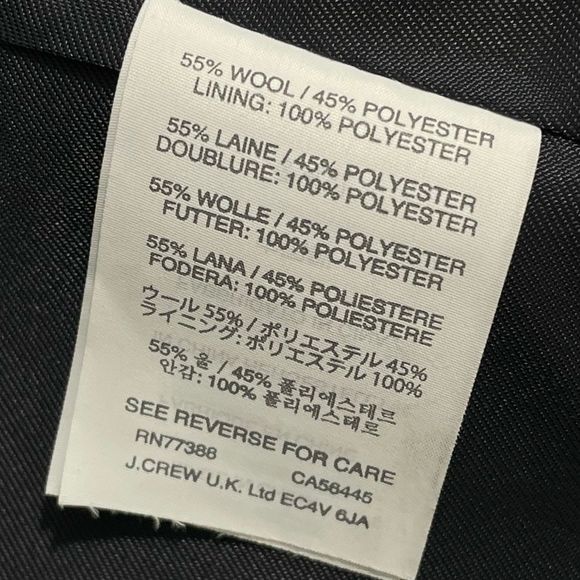 55% WOOL / 45% POLYESTER
LINING: 100% POLYESTER
55% LAINE / 45% POLYESTER
DOUBLURE: 100% POLYESTER
55% WOLLE / 45% POLYESTER
FUTTER: 100% POLYESTER
55% LANA / 45% POLIESTERE
FODERA: 100% POLIESTERE
ウール 55% / ポリエステル 45%
ライニング: ポリエステル 100%
55% 울 / 45% 폴리에스테르
안감: 100% 폴리에스테르
SEE REVERSE FOR CARE
RN77388 CA56445
J.CREW U.K. Ltd EC4V 6JA